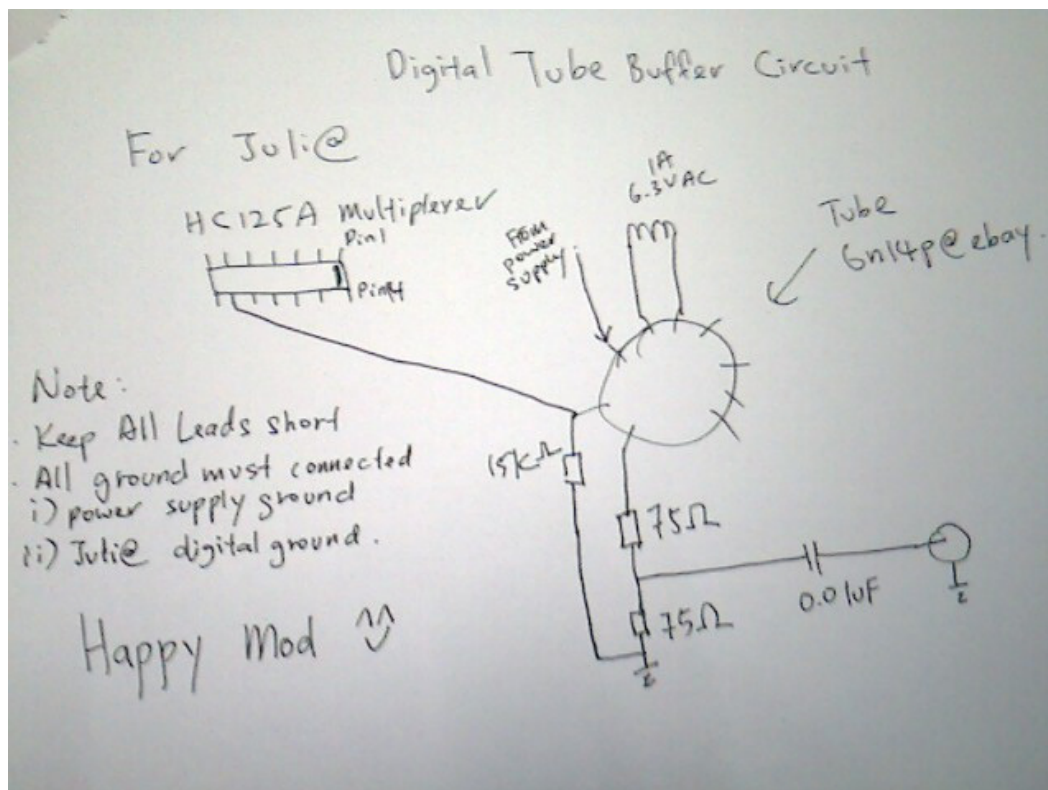 Digital Tube Buffer Circuit
For Juli@
HC125A Multiplexer
Pin1
Pin14
From
power
supply
1A
6.3VAC
Tube
6n14p@ebay.
Note:
. Keep All Leads short
. All ground must connected
i) power supply ground
ii) Juli@ digital ground.
15KΩ
75Ω
75Ω
0.01uF
Happy Mod ^^